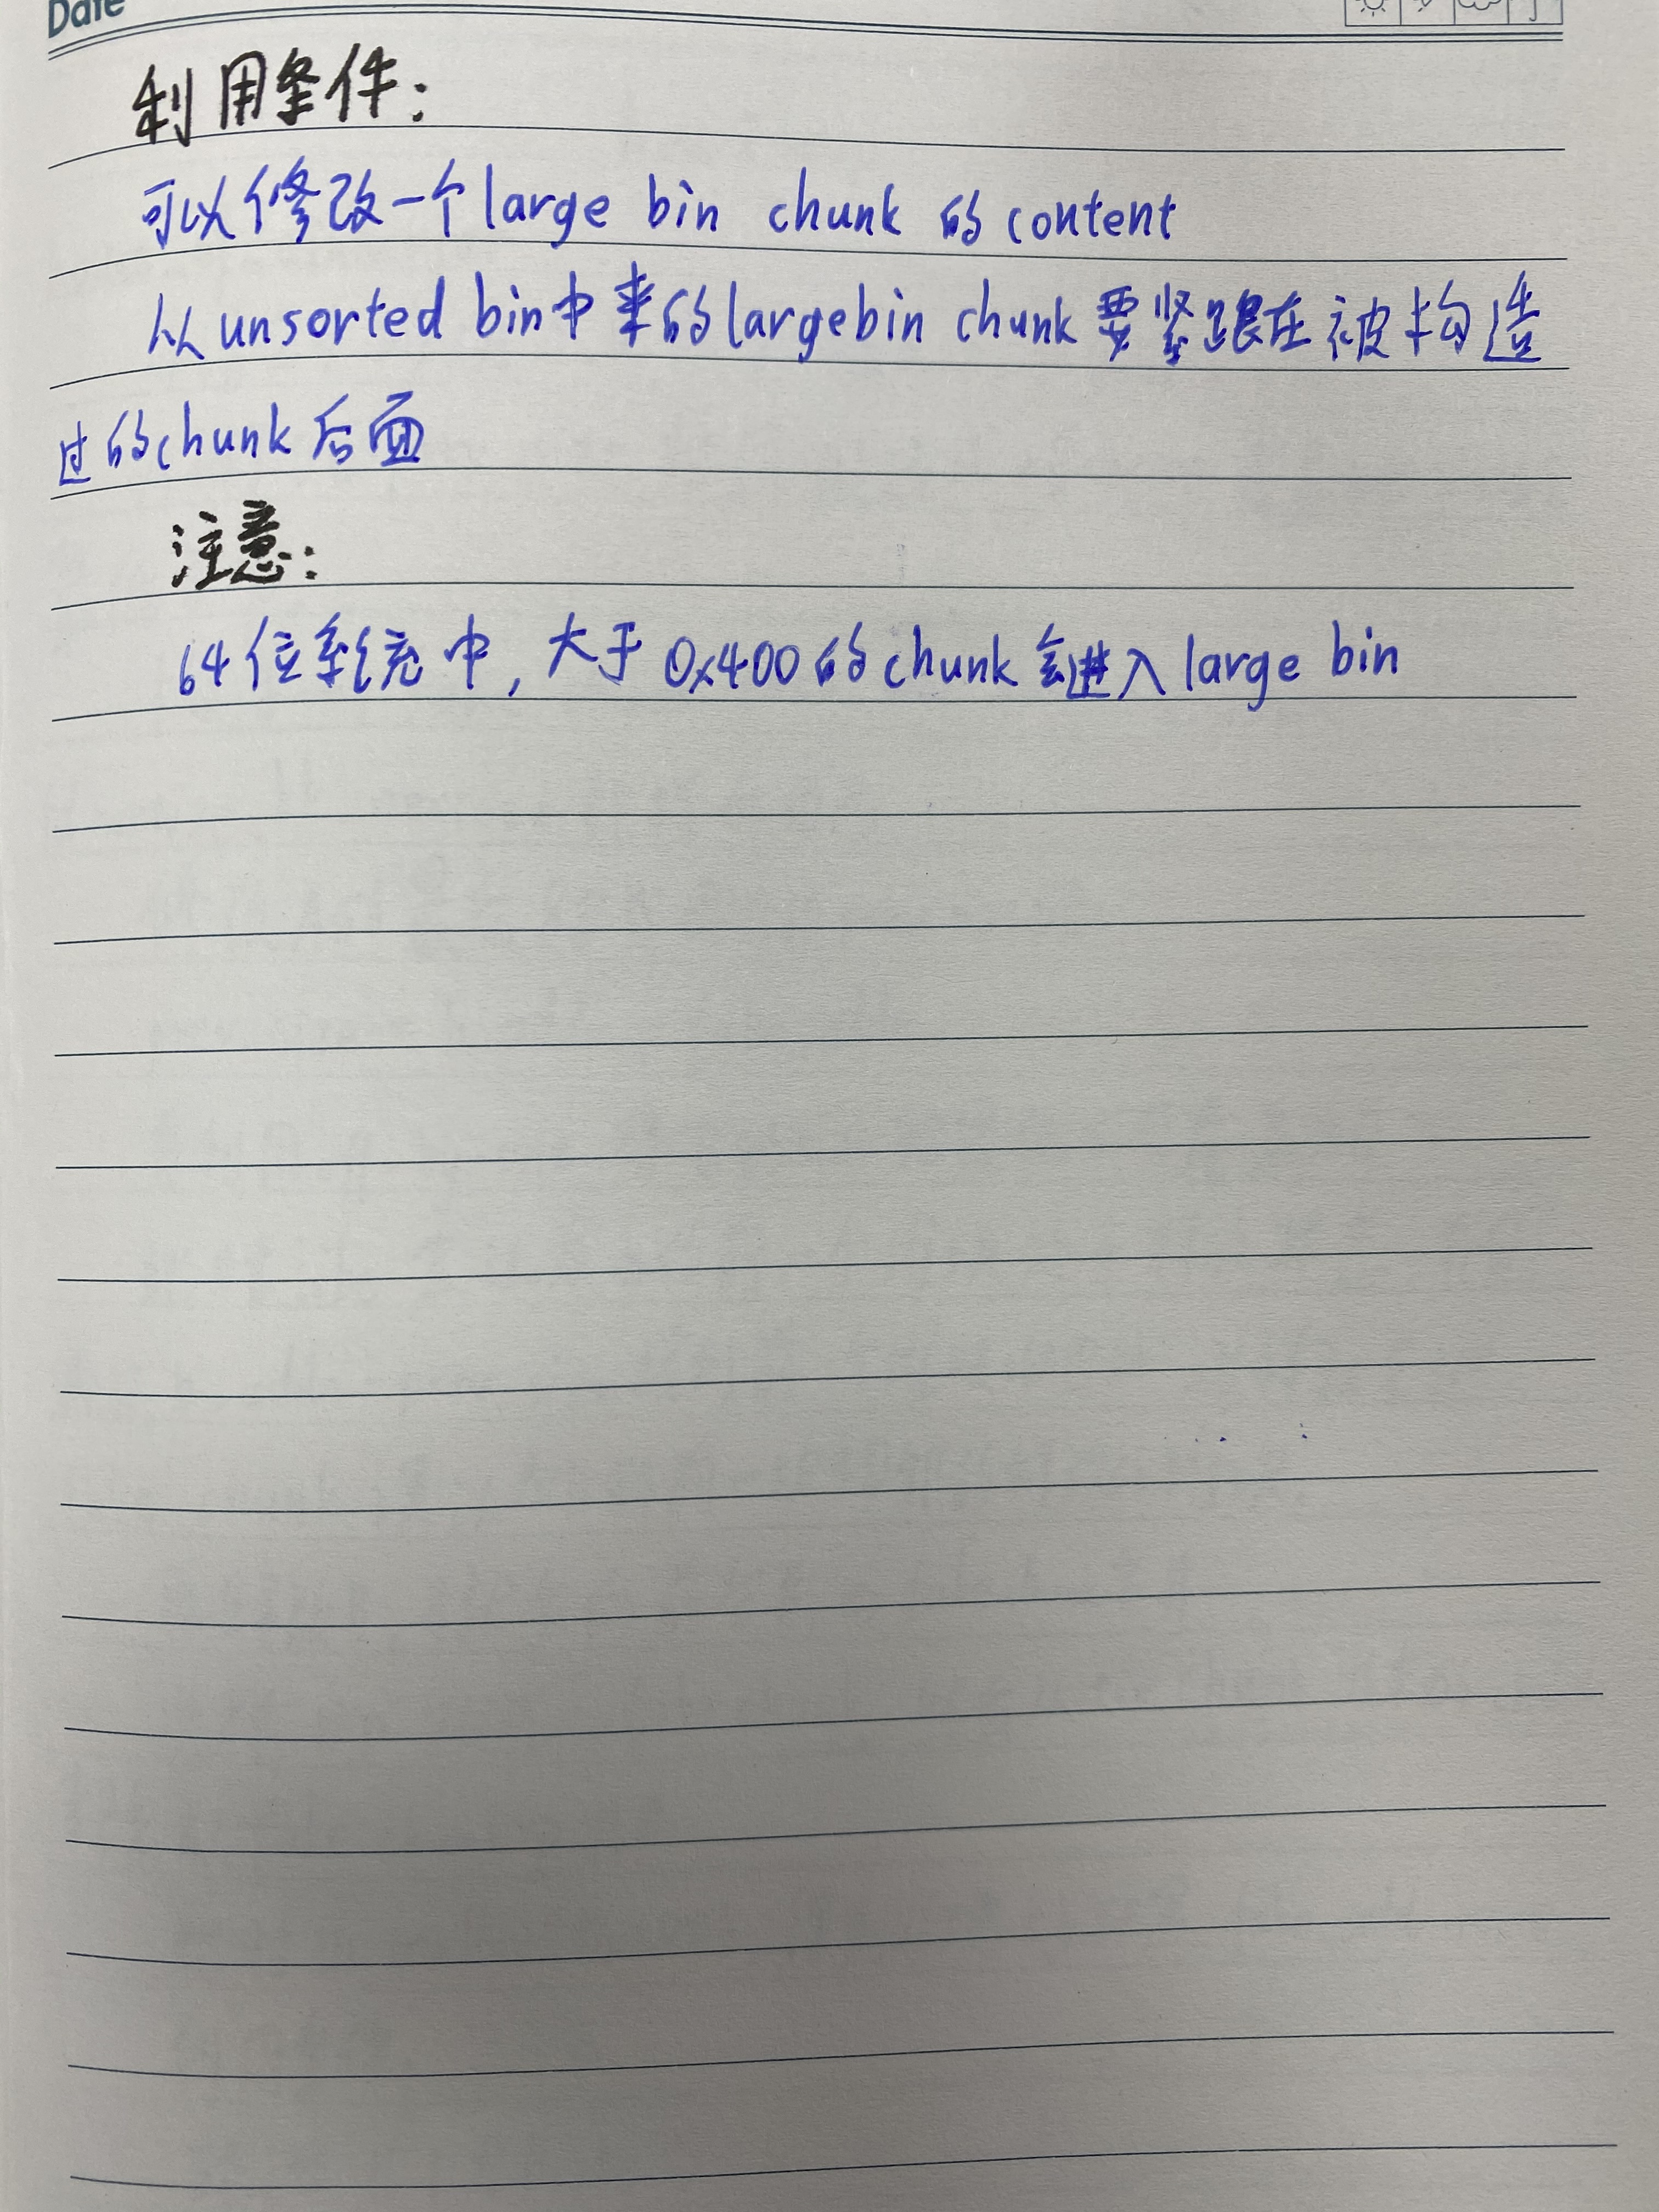 Date
利用条件:
可以修改一个large bin chunk 的content
从unsorted bin中来的largebin chunk要紧跟在被构造
过的chunk后面
注意:
64位系统中,大于0x400的chunk会进入large bin